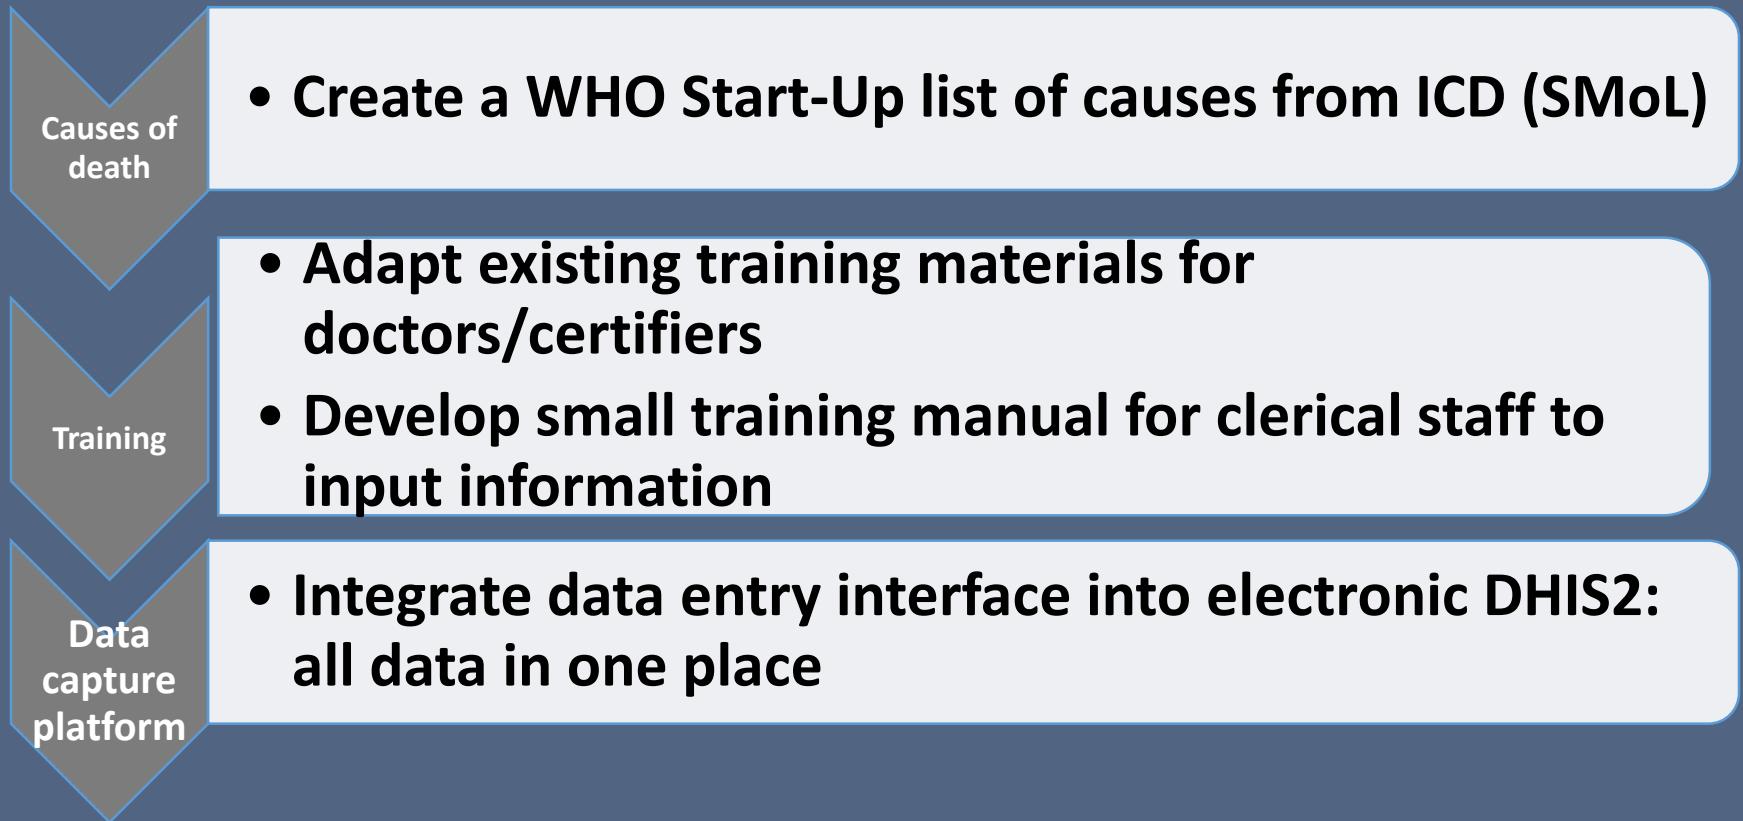 Causes of
death
• Create a WHO Start-Up list of causes from ICD (SMoL)
Training
• Adapt existing training materials for
doctors/certifiers
• Develop small training manual for clerical staff to
input information
Data
capture
platform
• Integrate data entry interface into electronic DHIS2:
all data in one place